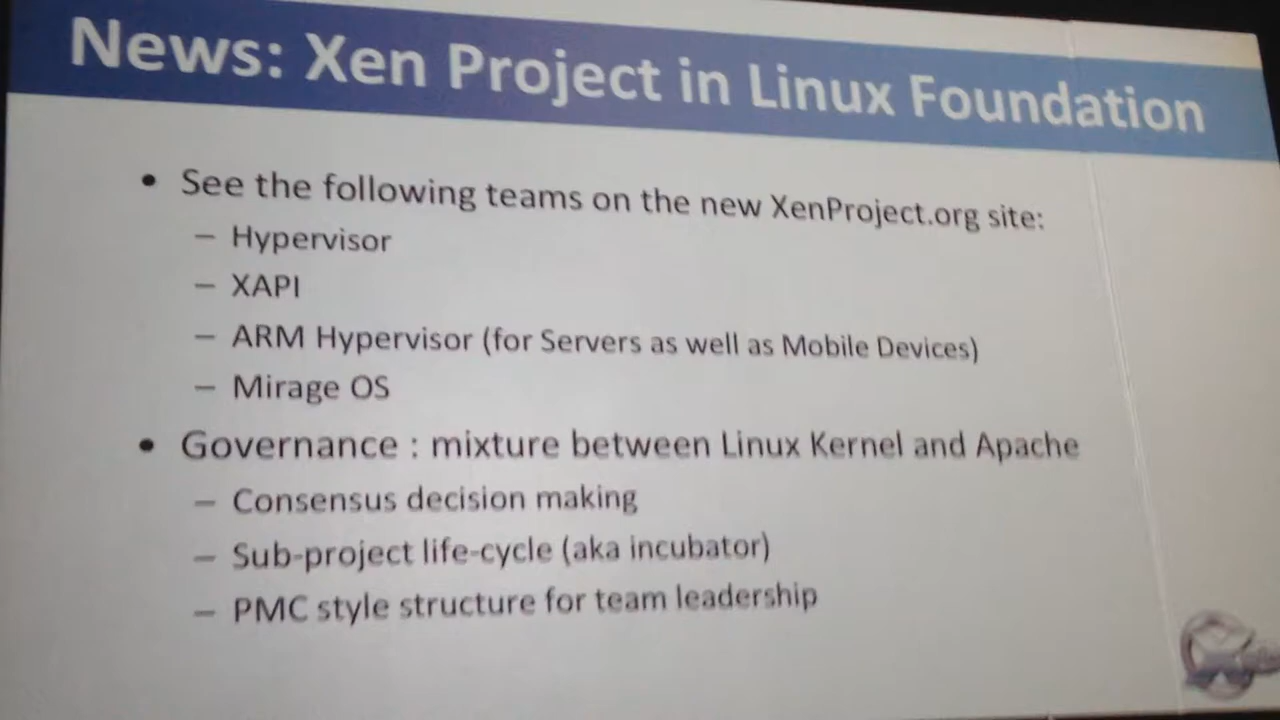 News: Xen Project in Linux Foundation
• See the following teams on the new XenProject.org site:
– Hypervisor
– XAPI
– ARM Hypervisor (for Servers as well as Mobile Devices)
– Mirage OS
• Governance : mixture between Linux Kernel and Apache
– Consensus decision making
– Sub-project life-cycle (aka incubator)
– PMC style structure for team leadership